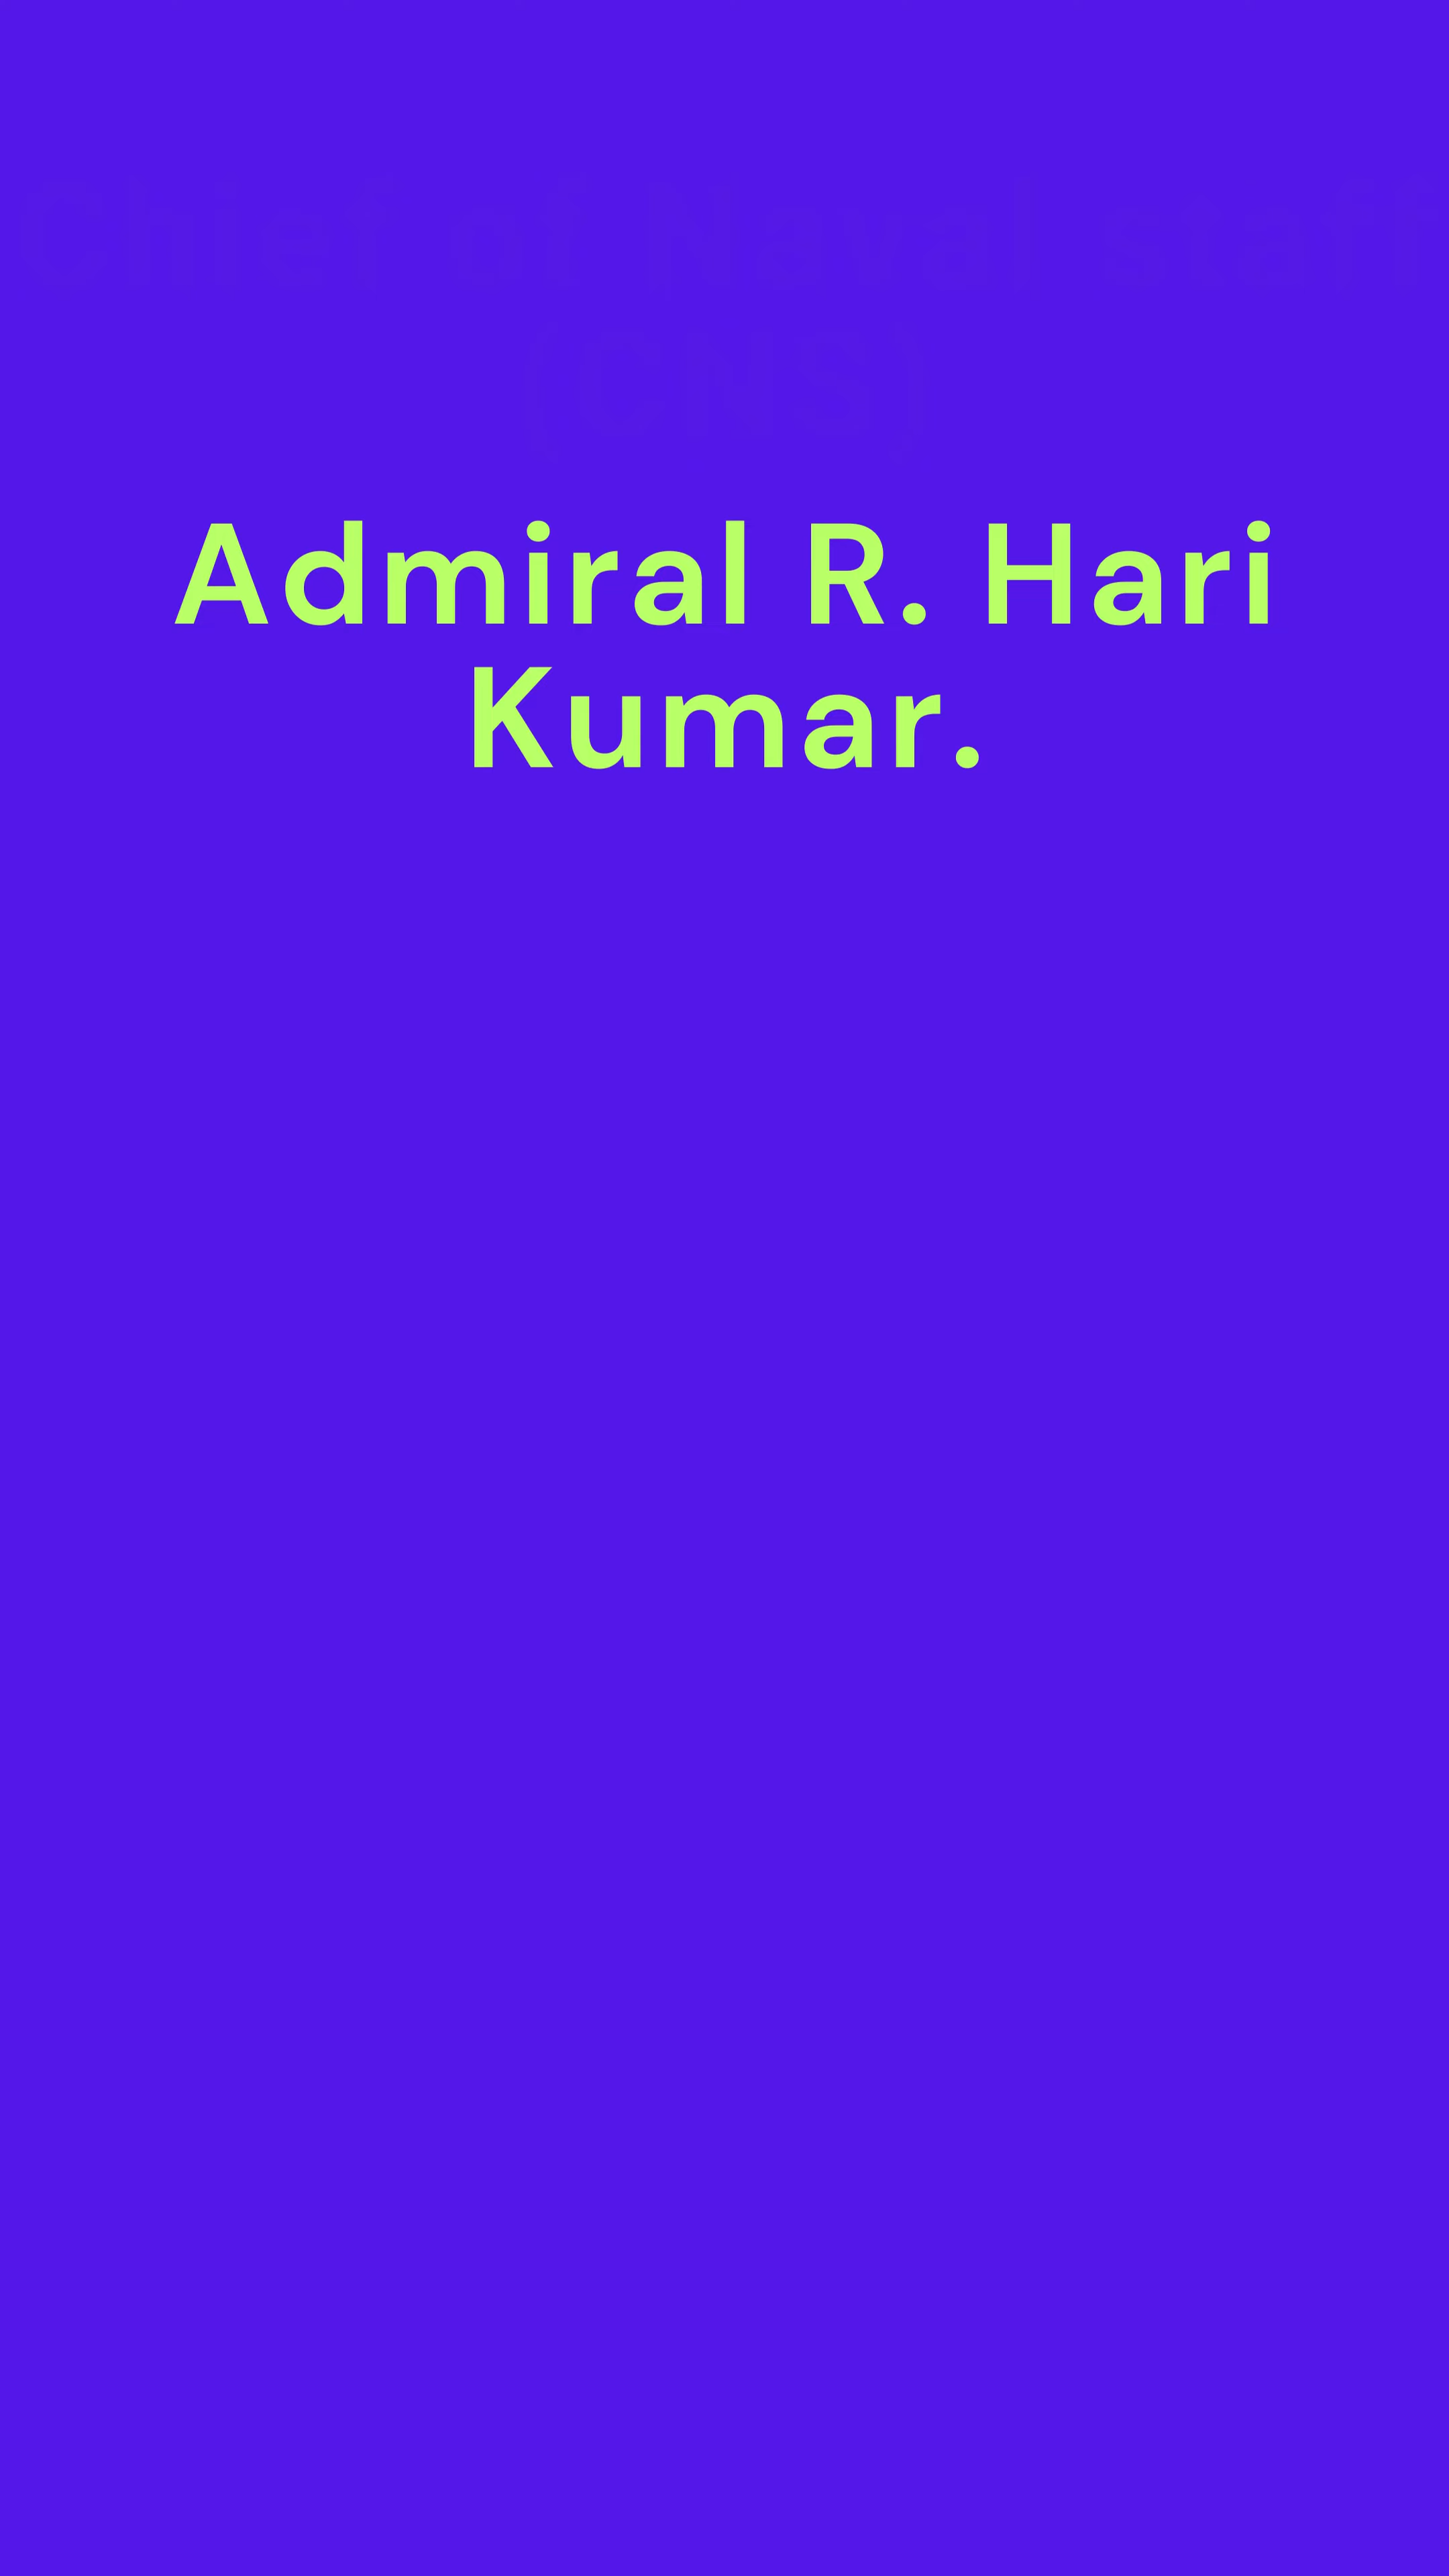 Chief of Naval staff
(CNS)
Admiral R. Hari
Kumar.